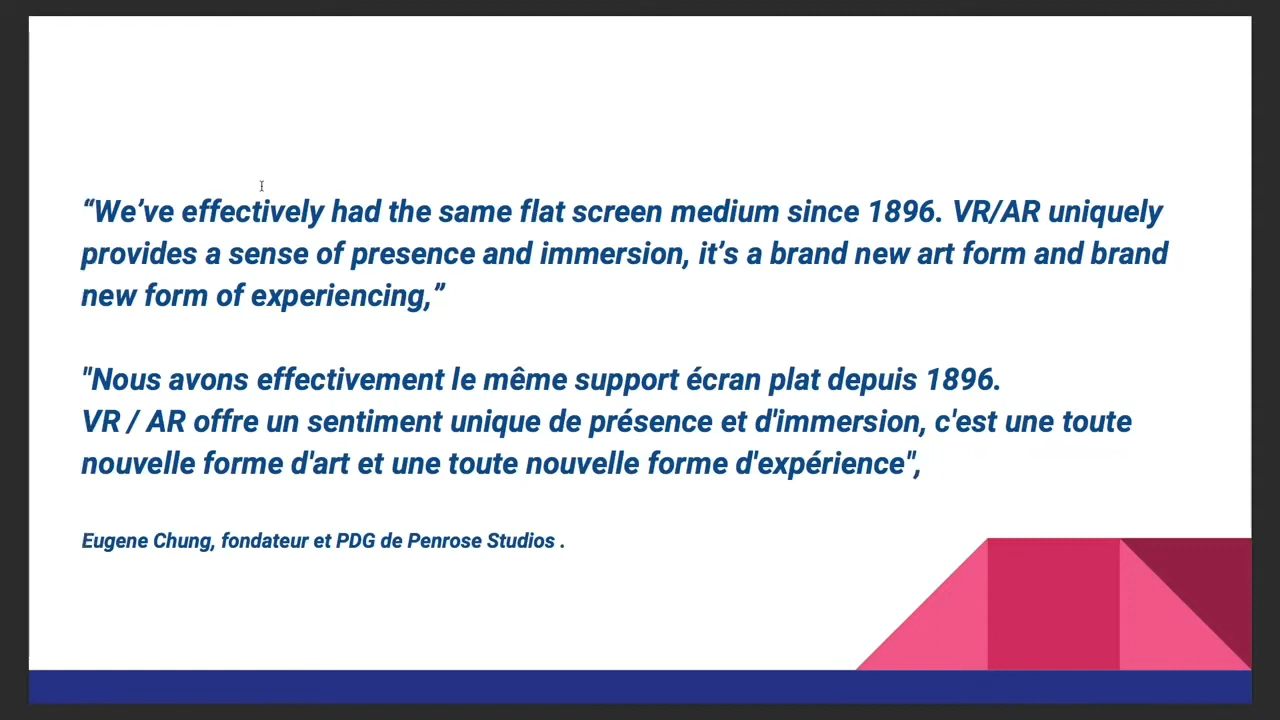 “We’ve effectively had the same flat screen medium since 1896. VR/AR uniquely
provides a sense of presence and immersion, it’s a brand new art form and brand
new form of experiencing,”
"Nous avons effectivement le même support écran plat depuis 1896.
VR / AR offre un sentiment unique de présence et d'immersion, c'est une toute
nouvelle forme d'art et une toute nouvelle forme d'expérience",
Eugene Chung, fondateur et PDG de Penrose Studios .